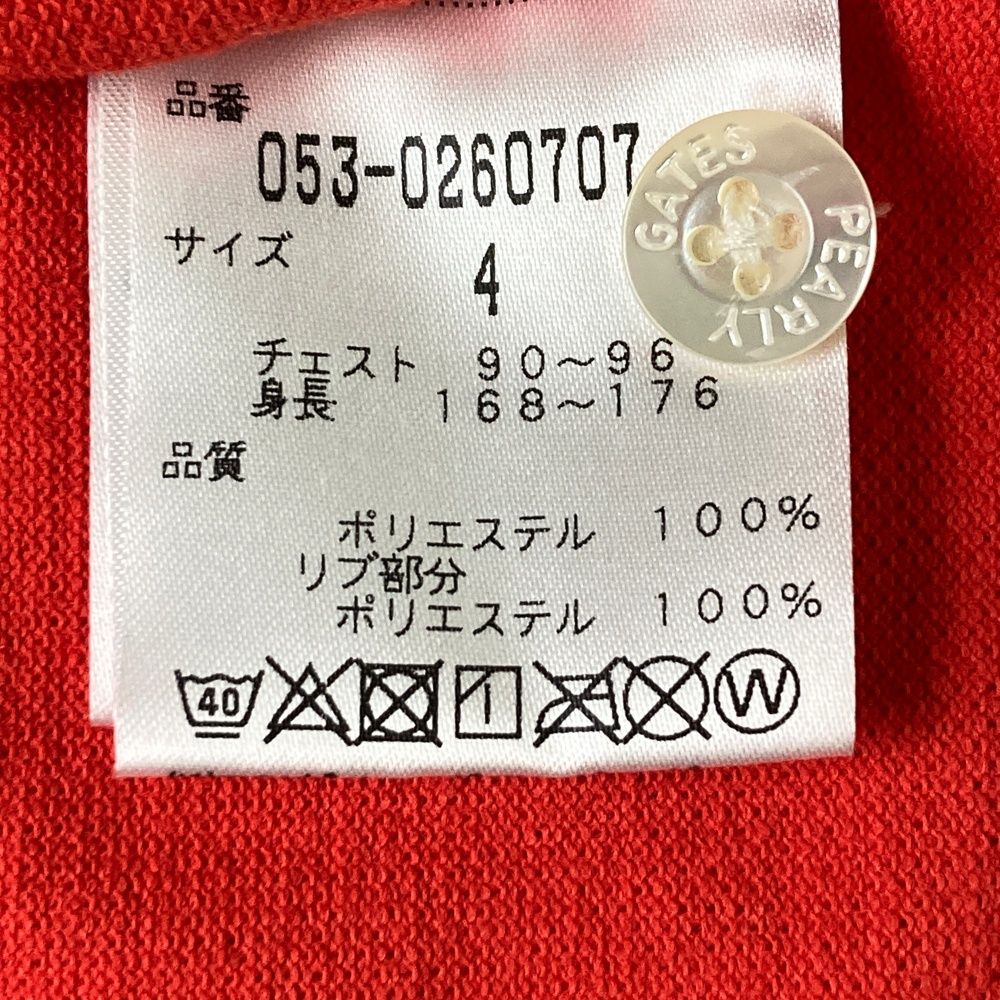 品番
053-0260707
サイズ
4
チェスト 90～96
身長 168～176
品質
ポリエステル 100%
リブ部分
ポリエステル 100%
40
W
PEARLY GATES